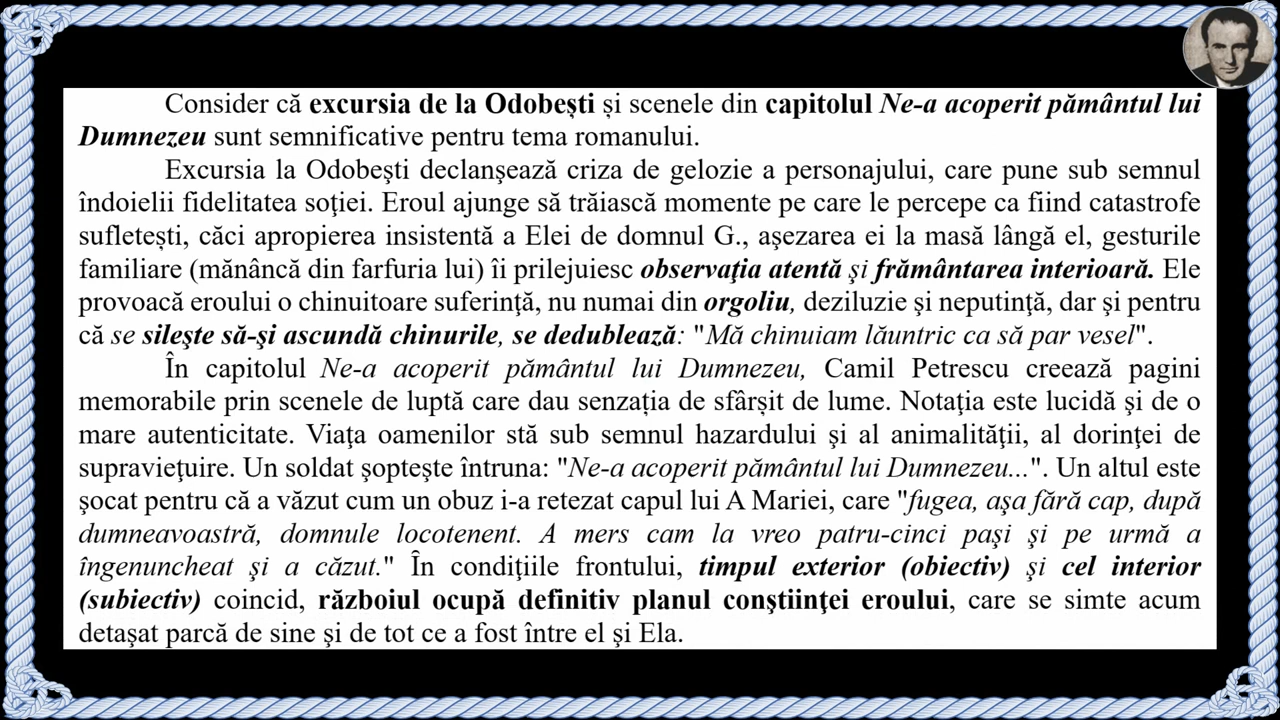 Consider că excursia de la Odobești și scenele din capitolul Ne-a acoperit pământul lui
Dumnezeu sunt semnificative pentru tema romanului.
Excursia la Odobeşti declanşează criza de gelozie a personajului, care pune sub semnul
îndoielii fidelitatea soţiei. Eroul ajunge să trăiască momente pe care le percepe ca fiind catastrofe
sufletești, căci apropierea insistentă a Elei de domnul G., aşezarea ei la masă lângă el, gesturile
familiare (mănâncă din farfuria lui) îi prilejuiesc observaţia atentă şi frământarea interioară. Ele
provoacă eroului o chinuitoare suferinţă, nu numai din orgoliu, deziluzie şi neputinţă, dar şi pentru
că se sileşte să-şi ascundă chinurile, se dedublează: "Mă chinuiam lăuntric ca să par vesel".
În capitolul Ne-a acoperit pământul lui Dumnezeu, Camil Petrescu creează pagini
memorabile prin scenele de luptă care dau senzația de sfârșit de lume. Notaţia este lucidă şi de o
mare autenticitate. Viaţa oamenilor stă sub semnul hazardului şi al animalităţii, al dorinţei de
supravieţuire. Un soldat şopteşte întruna: "Ne-a acoperit pământul lui Dumnezeu...". Un altul este
şocat pentru că a văzut cum un obuz i-a retezat capul lui A Mariei, care "fugea, aşa fără cap, după
dumneavoastră, domnule locotenent. A mers cam la vreo patru-cinci paşi şi pe urmă a
îngenuncheat şi a căzut." În condiţiile frontului, timpul exterior (obiectiv) şi cel interior
(subiectiv) coincid, războiul ocupă definitiv planul conştiinţei eroului, care se simte acum
detaşat parcă de sine şi de tot ce a fost între el şi Ela.